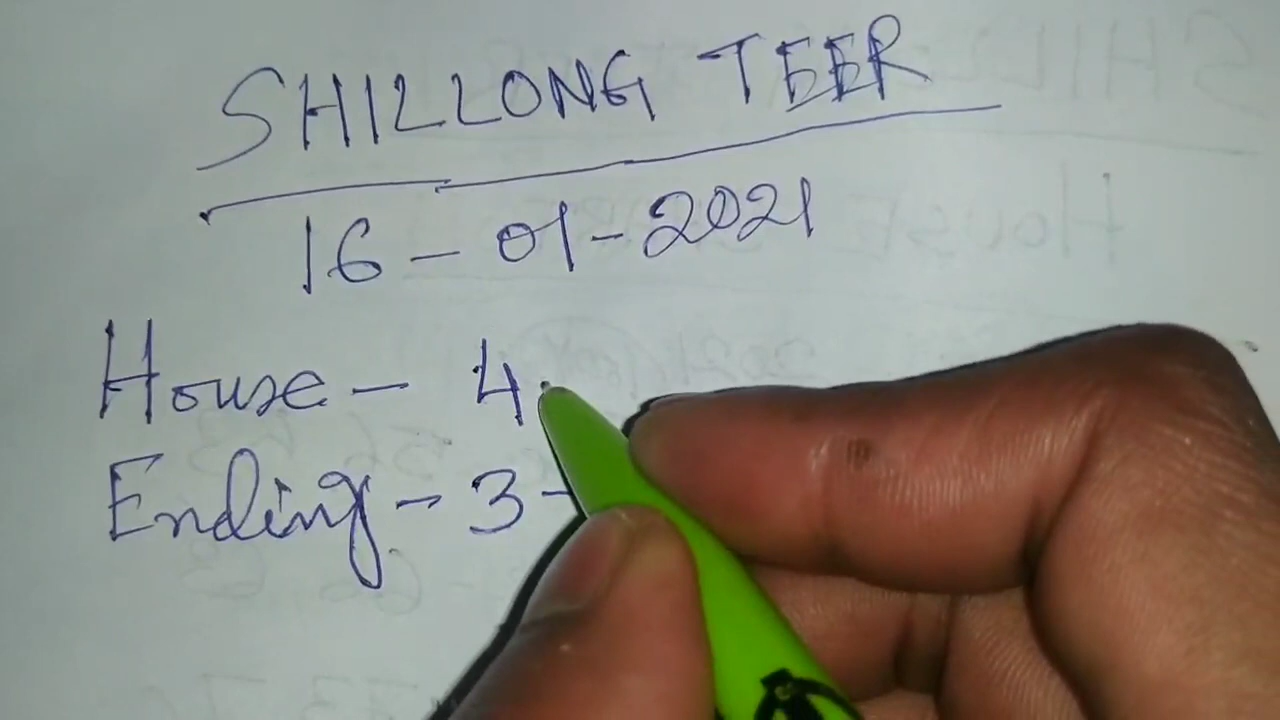 SHILLONG TEER
16-01-2021
House - 4
Ending - 3 -